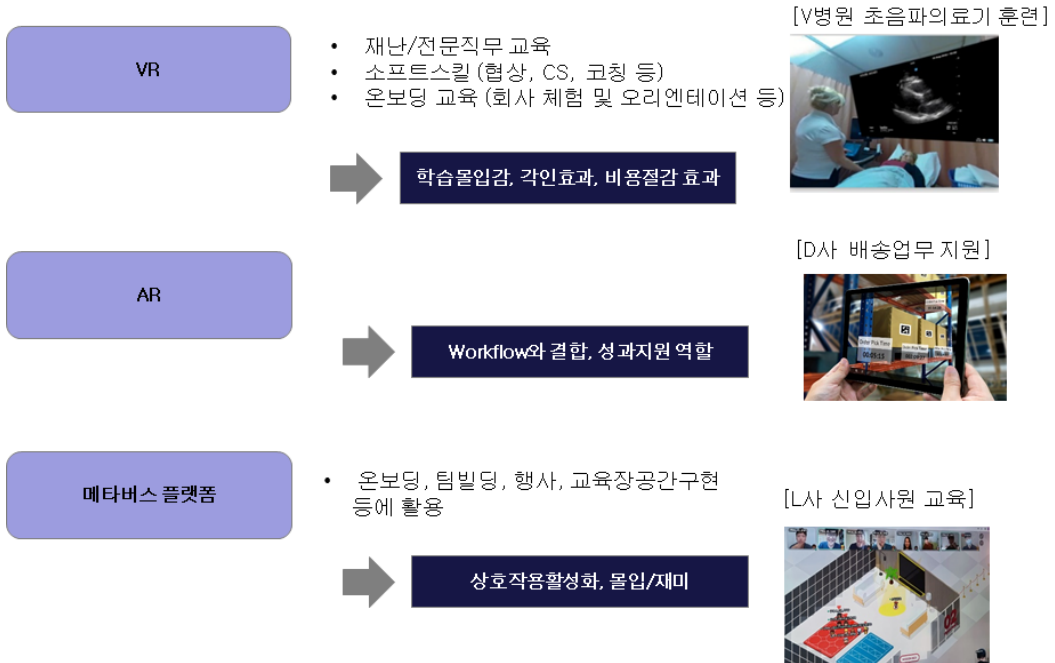 [V병원 초음파의료기 훈련]
VR
• 재난/전문직무 교육
• 소프트스킬 (협상, CS, 코칭 등)
• 온보딩 교육 (회사 체험 및 오리엔테이션 등)
학습몰입감, 각인효과, 비용절감 효과
[D사 배송업무 지원]
AR
Workflow와 결합, 성과지원 역할
Order Pick Time
00:05:15
메타버스 플랫폼
• 온보딩, 팀빌딩, 행사, 교육장공간구현
등에 활용
[L사 신입사원 교육]
상호작용활성화, 몰입/재미